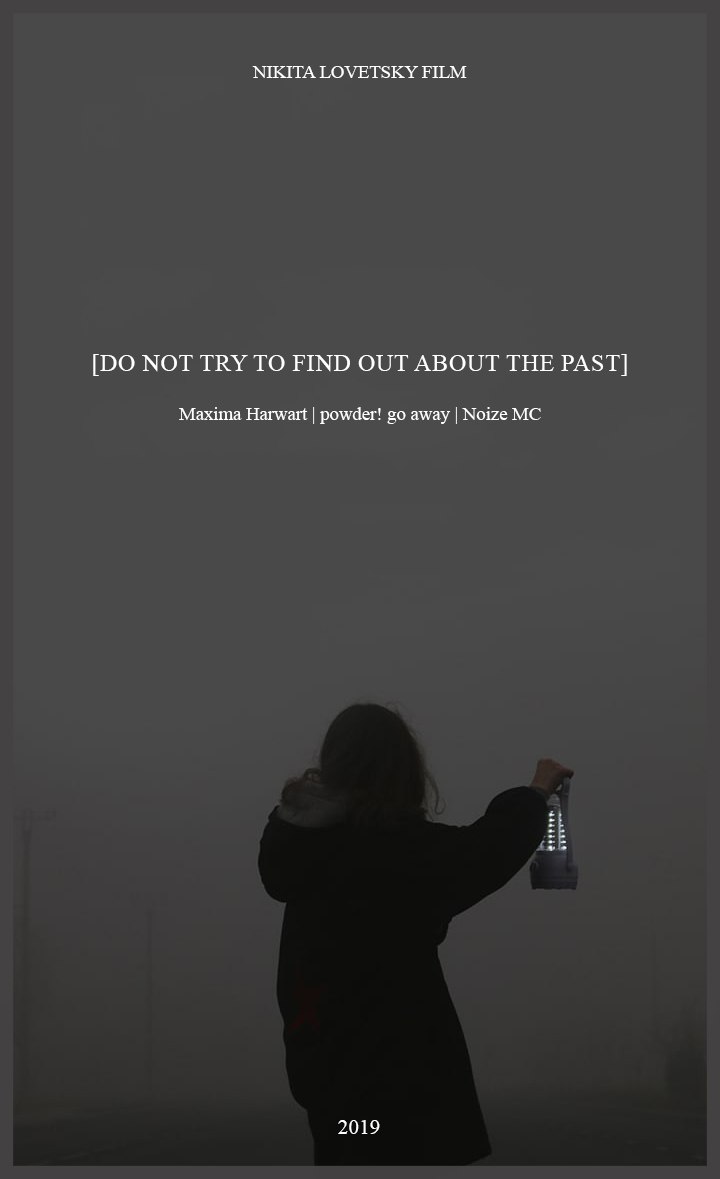 NIKITA LOVETSKY FILM
[DO NOT TRY TO FIND OUT ABOUT THE PAST]
Maxima Harwart | powder! go away | Noize MC
2019